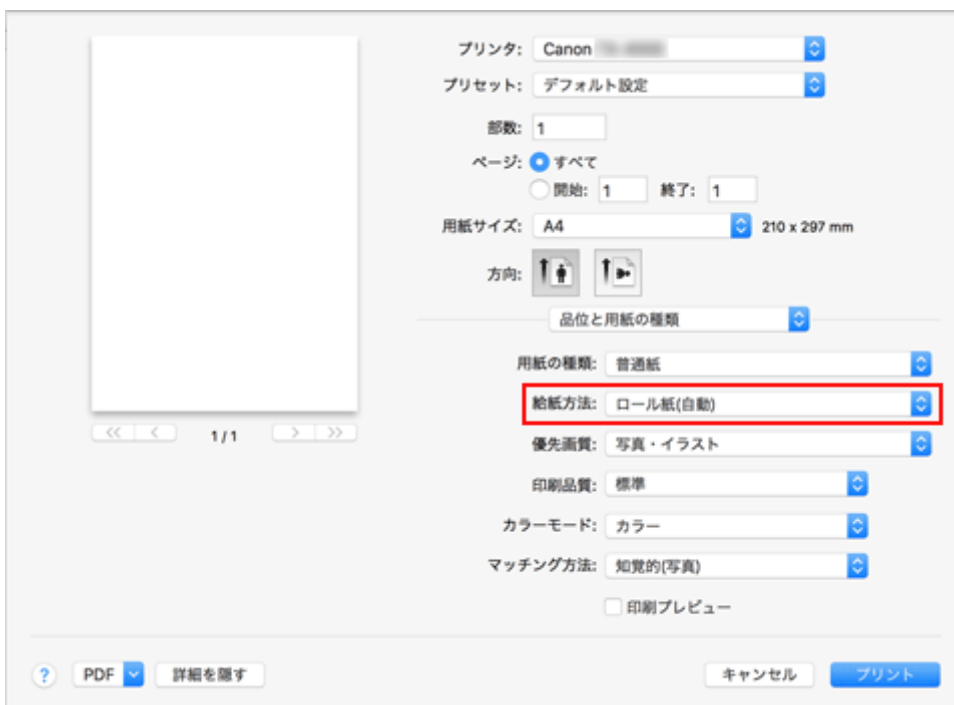 プリンタ: Canon
プリセット: デフォルト設定
部数: 1
ページ: すべて
開始: 1 終了: 1
用紙サイズ: A4 210 x 297 mm
方向:
品位と用紙の種類
用紙の種類: 普通紙
給紙方法: ロール紙(自動)
<< < 1 / 1 > >>
優先画質: 写真・イラスト
印刷品質: 標準
カラーモード: カラー
マッチング方法: 知覚的(写真)
印刷プレビュー
? PDF 詳細を隠す キャンセル プリント